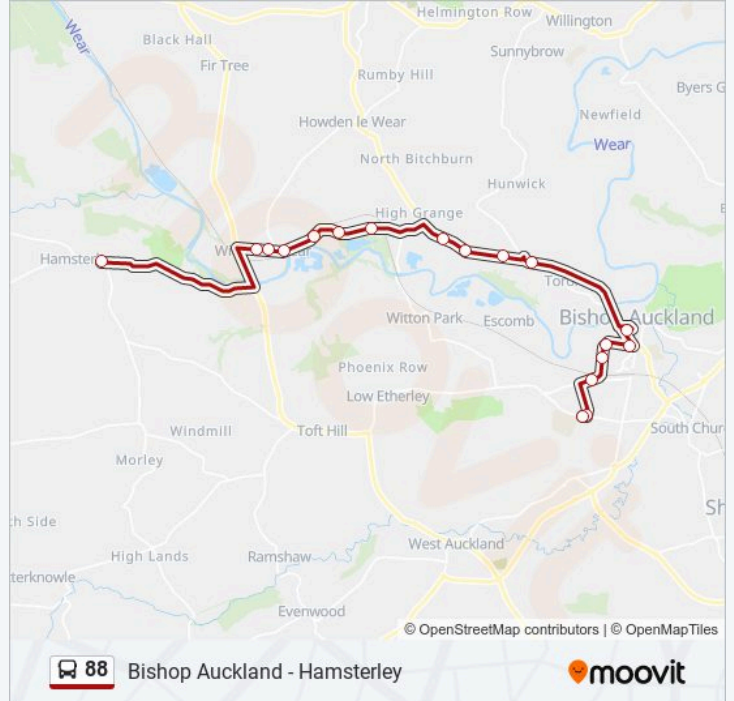 Helmington Row
Willington
Wear
Black Hall
Sunnybrow
Fir Tree
Rumby Hill
Byers G
Newfield
Howden le Wear
Wear
North Bitchburn
Hunwick
High Grange
Hamster
W
Toro
Bishop Auckland
Witton Park
Escomb
Phoenix Row
Low Etherley
Windmill
Toft Hill
South Chur
Morley
Sh
ch Side
West Auckland
High Lands
Ramshaw
terknowle
Evenwood
© OpenStreetMap contributors | © OpenMapTiles
88 Bishop Auckland - Hamsterley
moovit